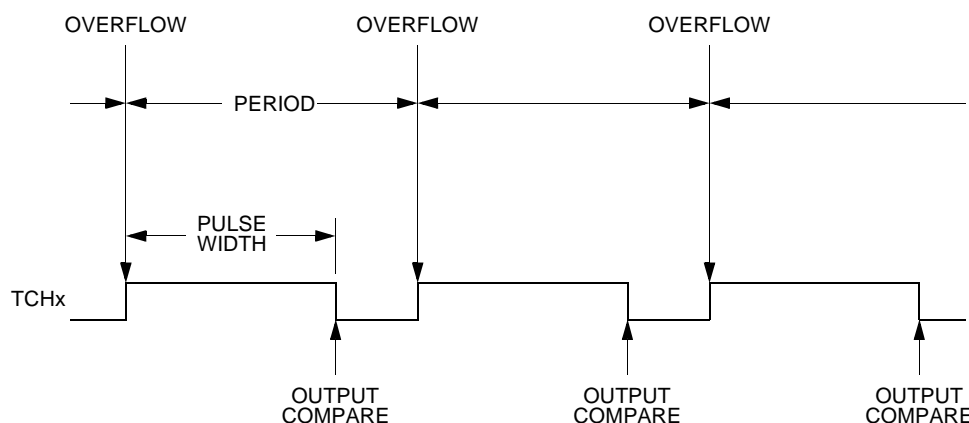 OVERFLOW OVERFLOW OVERFLOW
PERIOD
PULSE
WIDTH
TCHx
OUTPUT
COMPARE
OUTPUT
COMPARE
OUTPUT
COMPARE